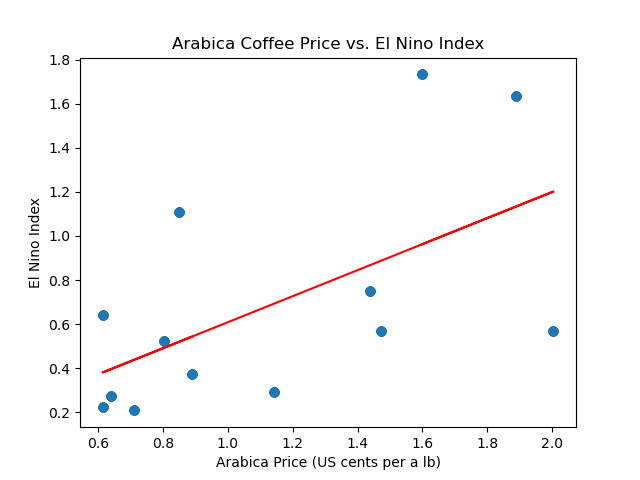 Arabica Coffee Price vs. El Nino Index
1.8
1.6
1.4
1.2
1.0
0.8
0.6
0.4
0.2
El Nino Index
0.6 0.8 1.0 1.2 1.4 1.6 1.8 2.0
Arabica Price (US cents per a lb)